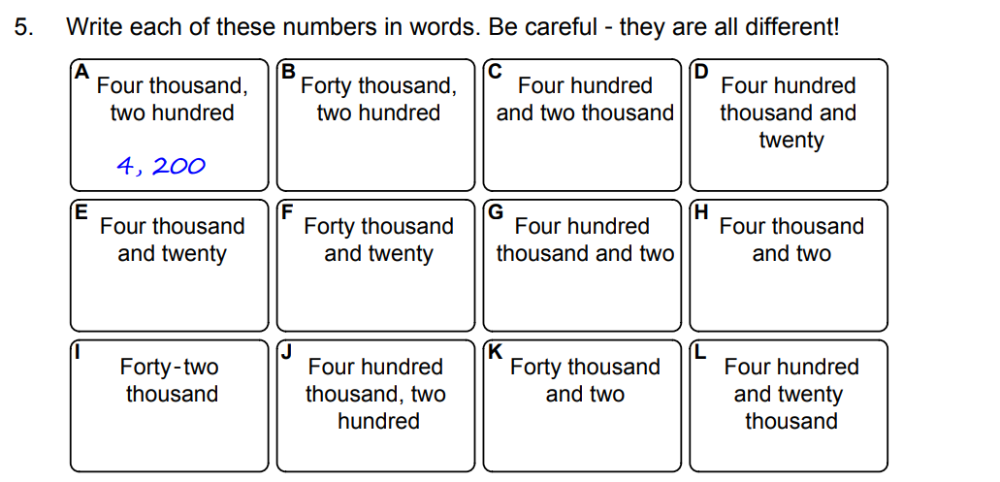 5. Write each of these numbers in words. Be careful - they are all different!
A
Four thousand,
two hundred
4, 200
B
Forty thousand,
two hundred
C
Four hundred
and two thousand
D
Four hundred
thousand and
twenty
E
Four thousand
and twenty
F
Forty thousand
and twenty
G
Four hundred
thousand and two
H
Four thousand
and two
I
Forty-two
thousand
J
Four hundred
thousand, two
hundred
K
Forty thousand
and two
L
Four hundred
and twenty
thousand